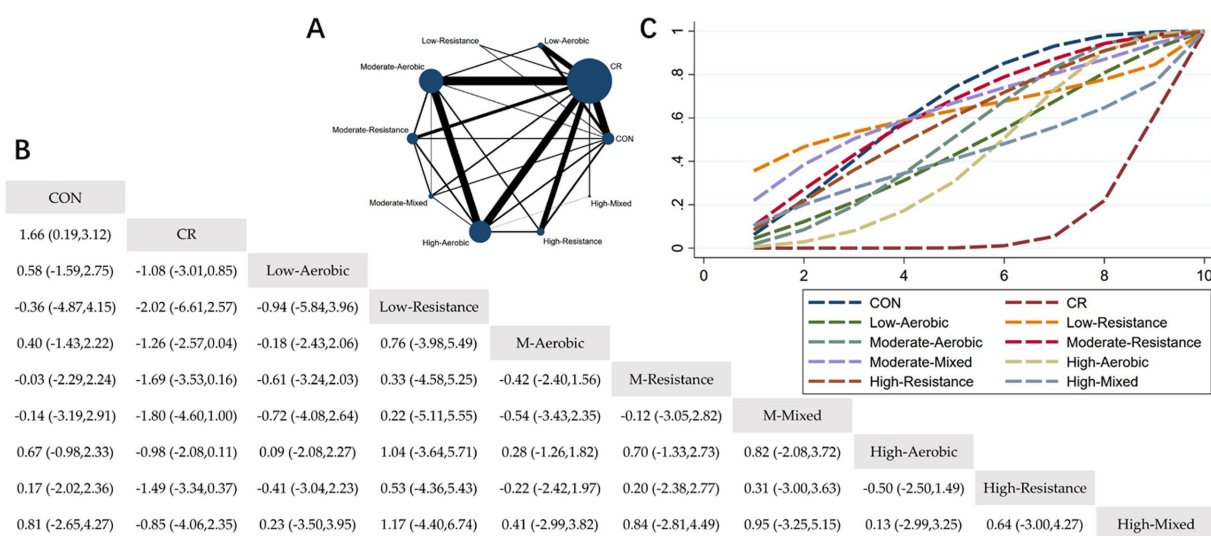 A
Low-Resistance
Low-Aerobic
Moderate-Aerobic
CR
Moderate-Resistance
CON
Moderate-Mixed
High-Mixed
High-Aerobic
High-Resistance
B
CON
1.66 (0.19,3.12) CR
0.58 (-1.59,2.75) -1.08 (-3.01,0.85) Low-Aerobic
-0.36 (-4.87,4.15) -2.02 (-6.61,2.57) -0.94 (-5.84,3.96) Low-Resistance
0.40 (-1.43,2.22) -1.26 (-2.57,0.04) -0.18 (-2.43,2.06) 0.76 (-3.98,5.49) M-Aerobic
-0.03 (-2.29,2.24) -1.69 (-3.53,0.16) -0.61 (-3.24,2.03) 0.33 (-4.58,5.25) -0.42 (-2.40,1.56) M-Resistance
-0.14 (-3.19,2.91) -1.80 (-4.60,1.00) -0.72 (-4.08,2.64) 0.22 (-5.11,5.55) -0.54 (-3.43,2.35) -0.12 (-3.05,2.82) M-Mixed
0.67 (-0.98,2.33) -0.98 (-2.08,0.11) 0.09 (-2.08,2.27) 1.04 (-3.64,5.71) 0.28 (-1.26,1.82) 0.70 (-1.33,2.73) 0.82 (-2.08,3.72) High-Aerobic
0.17 (-2.02,2.36) -1.49 (-3.34,0.37) -0.41 (-3.04,2.23) 0.53 (-4.36,5.43) -0.22 (-2.42,1.97) 0.20 (-2.38,2.77) 0.31 (-3.00,3.63) -0.50 (-2.50,1.49) High-Resistance
0.81 (-2.65,4.27) -0.85 (-4.06,2.35) 0.23 (-3.50,3.95) 1.17 (-4.40,6.74) 0.41 (-2.99,3.82) 0.84 (-2.81,4.49) 0.95 (-3.25,5.15) 0.13 (-2.99,3.25) 0.64 (-3.00,4.27) High-Mixed
C
1
.8
.6
.4
.2
0
0 2 4 6 8 10
CON CR
Low-Aerobic Low-Resistance
Moderate-Aerobic Moderate-Resistance
Moderate-Mixed High-Aerobic
High-Resistance High-Mixed